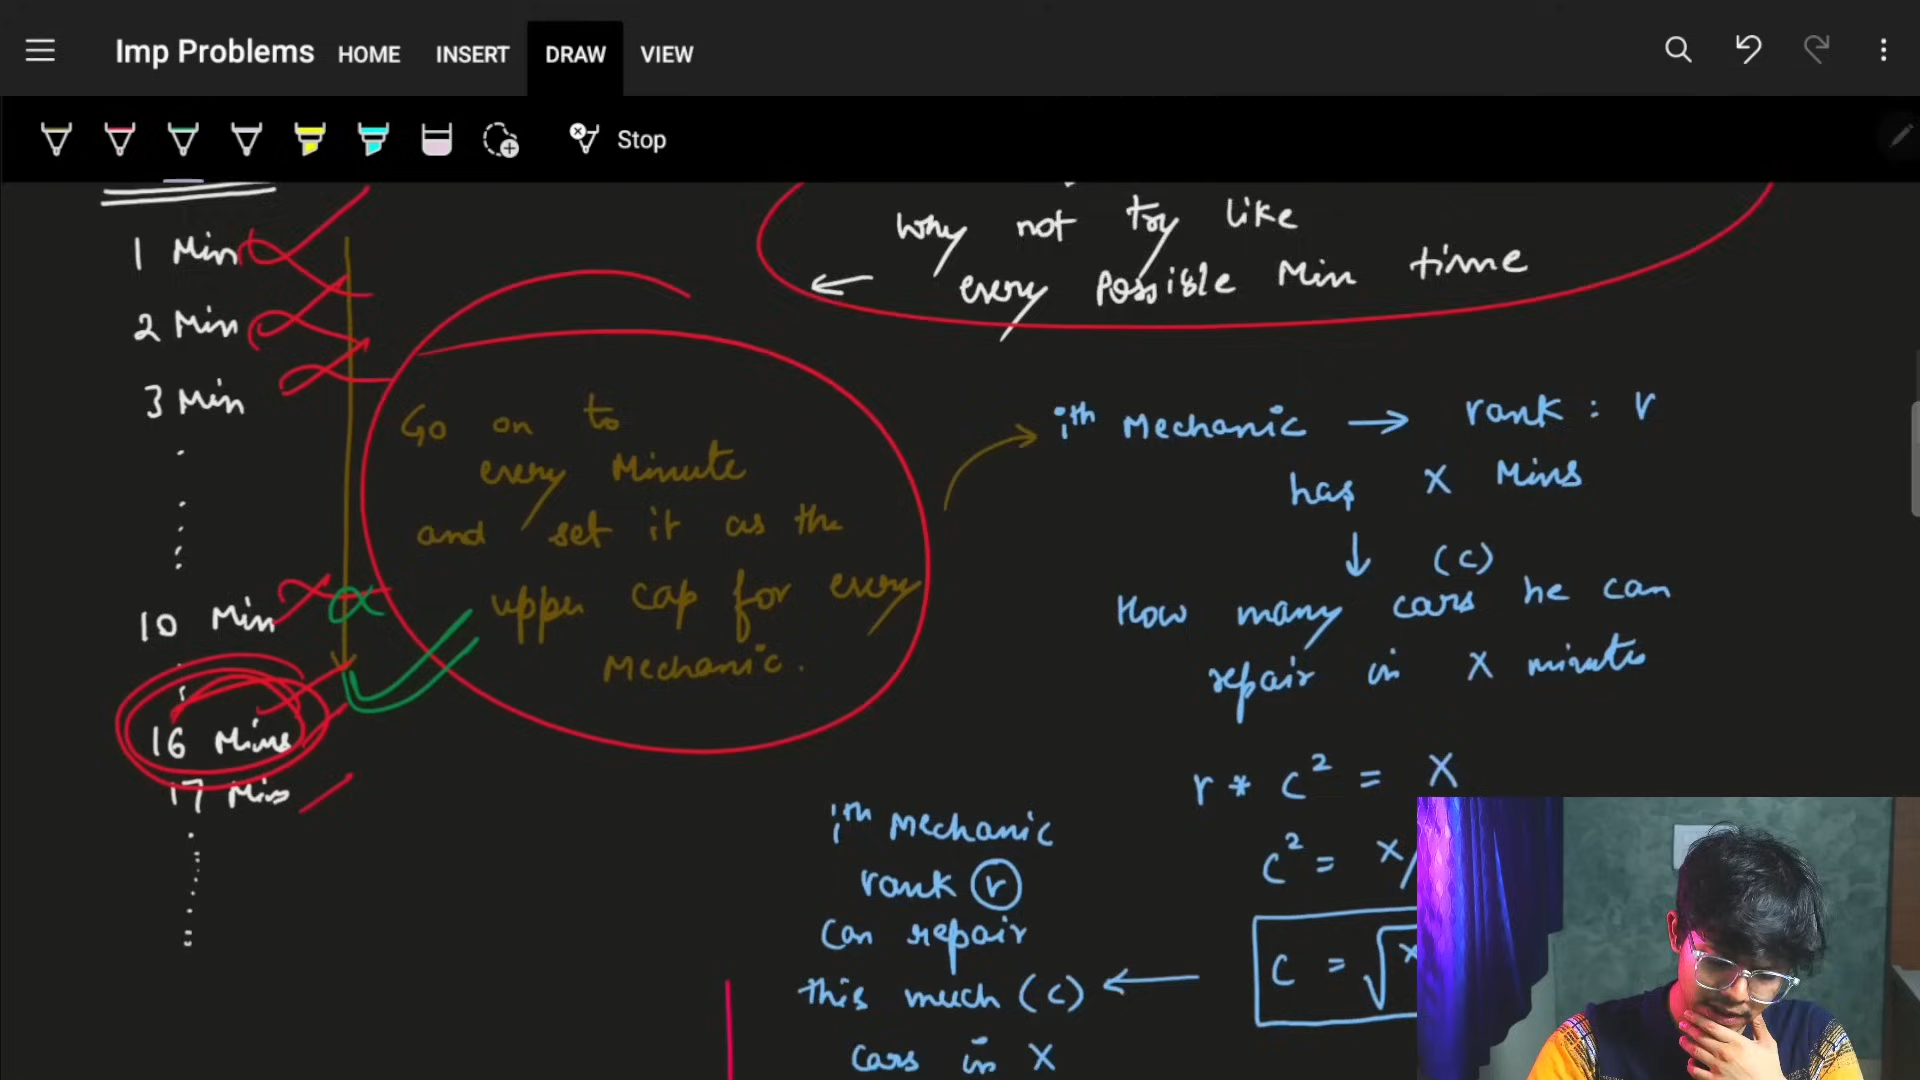 Imp Problems HOME INSERT DRAW VIEW
Stop
why not try like
every possible Min time
1 Min
2 Min
3 Min
10 Min
16 Mins
17 Mins
Go on to
every Minute
and set it as the
upper cap for every
Mechanic.
ith Mechanic → rank : r
has x Mins
↓ (c)
How many cars he can
repair in x minute
r * c² = x
c² = x/
c = √x
ith Mechanic
rank r
can repair
this much (c) ←
cars in x